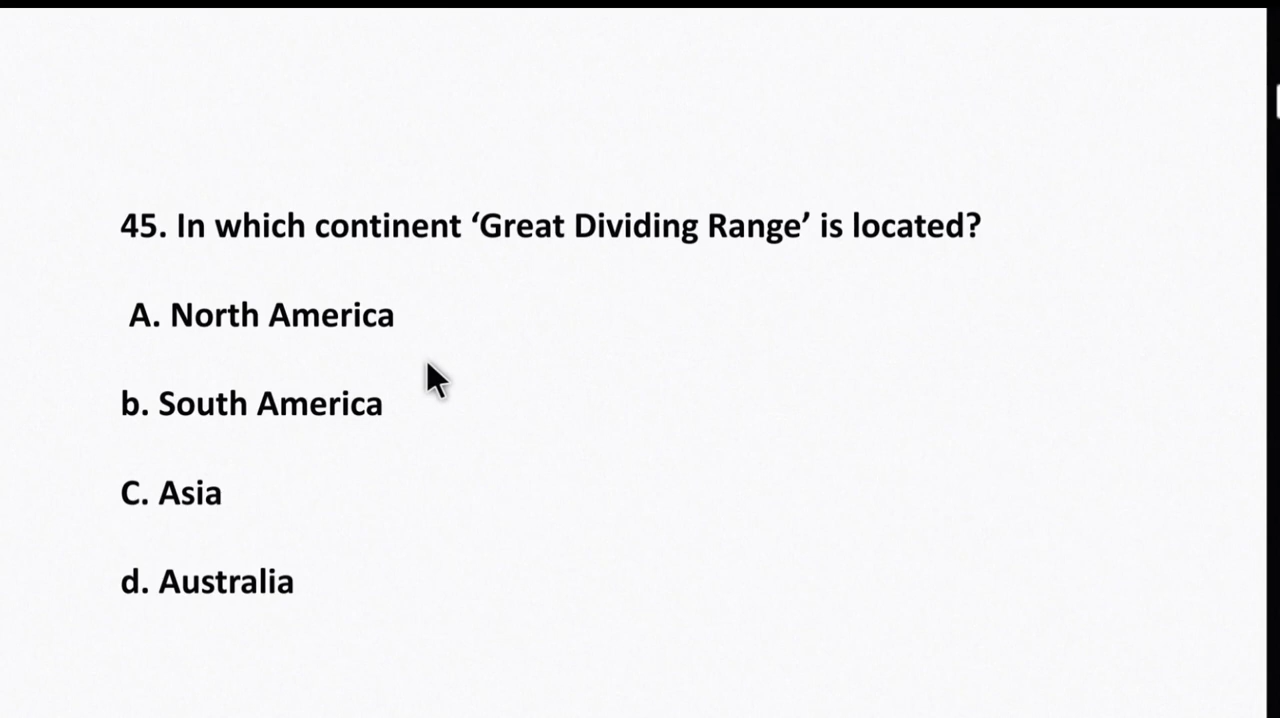 45. In which continent ‘Great Dividing Range’ is located?
A. North America
b. South America
C. Asia
d. Australia